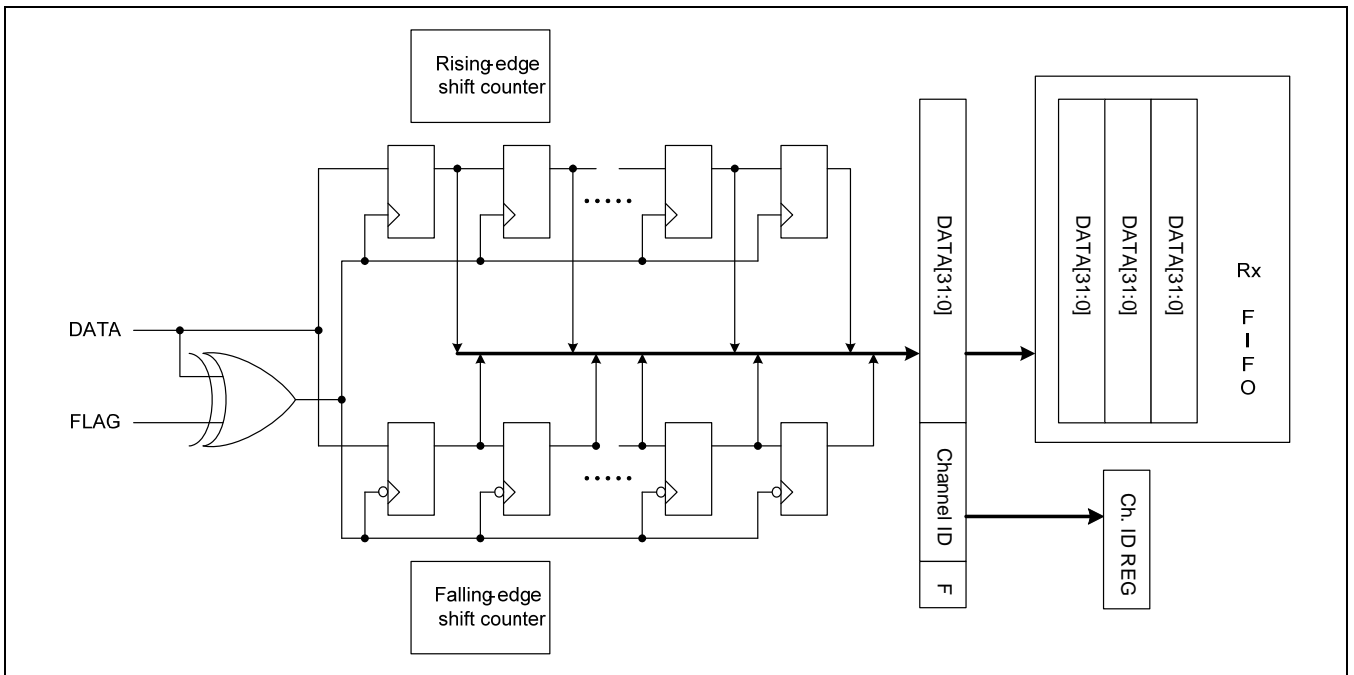 Rising-edge
shift counter
DATA
FLAG
Falling-edge
shift counter
DATA[31:0]
Channel ID
F
DATA[31:0]
DATA[31:0]
DATA[31:0]
Rx
F
I
F
O
Ch. ID REG